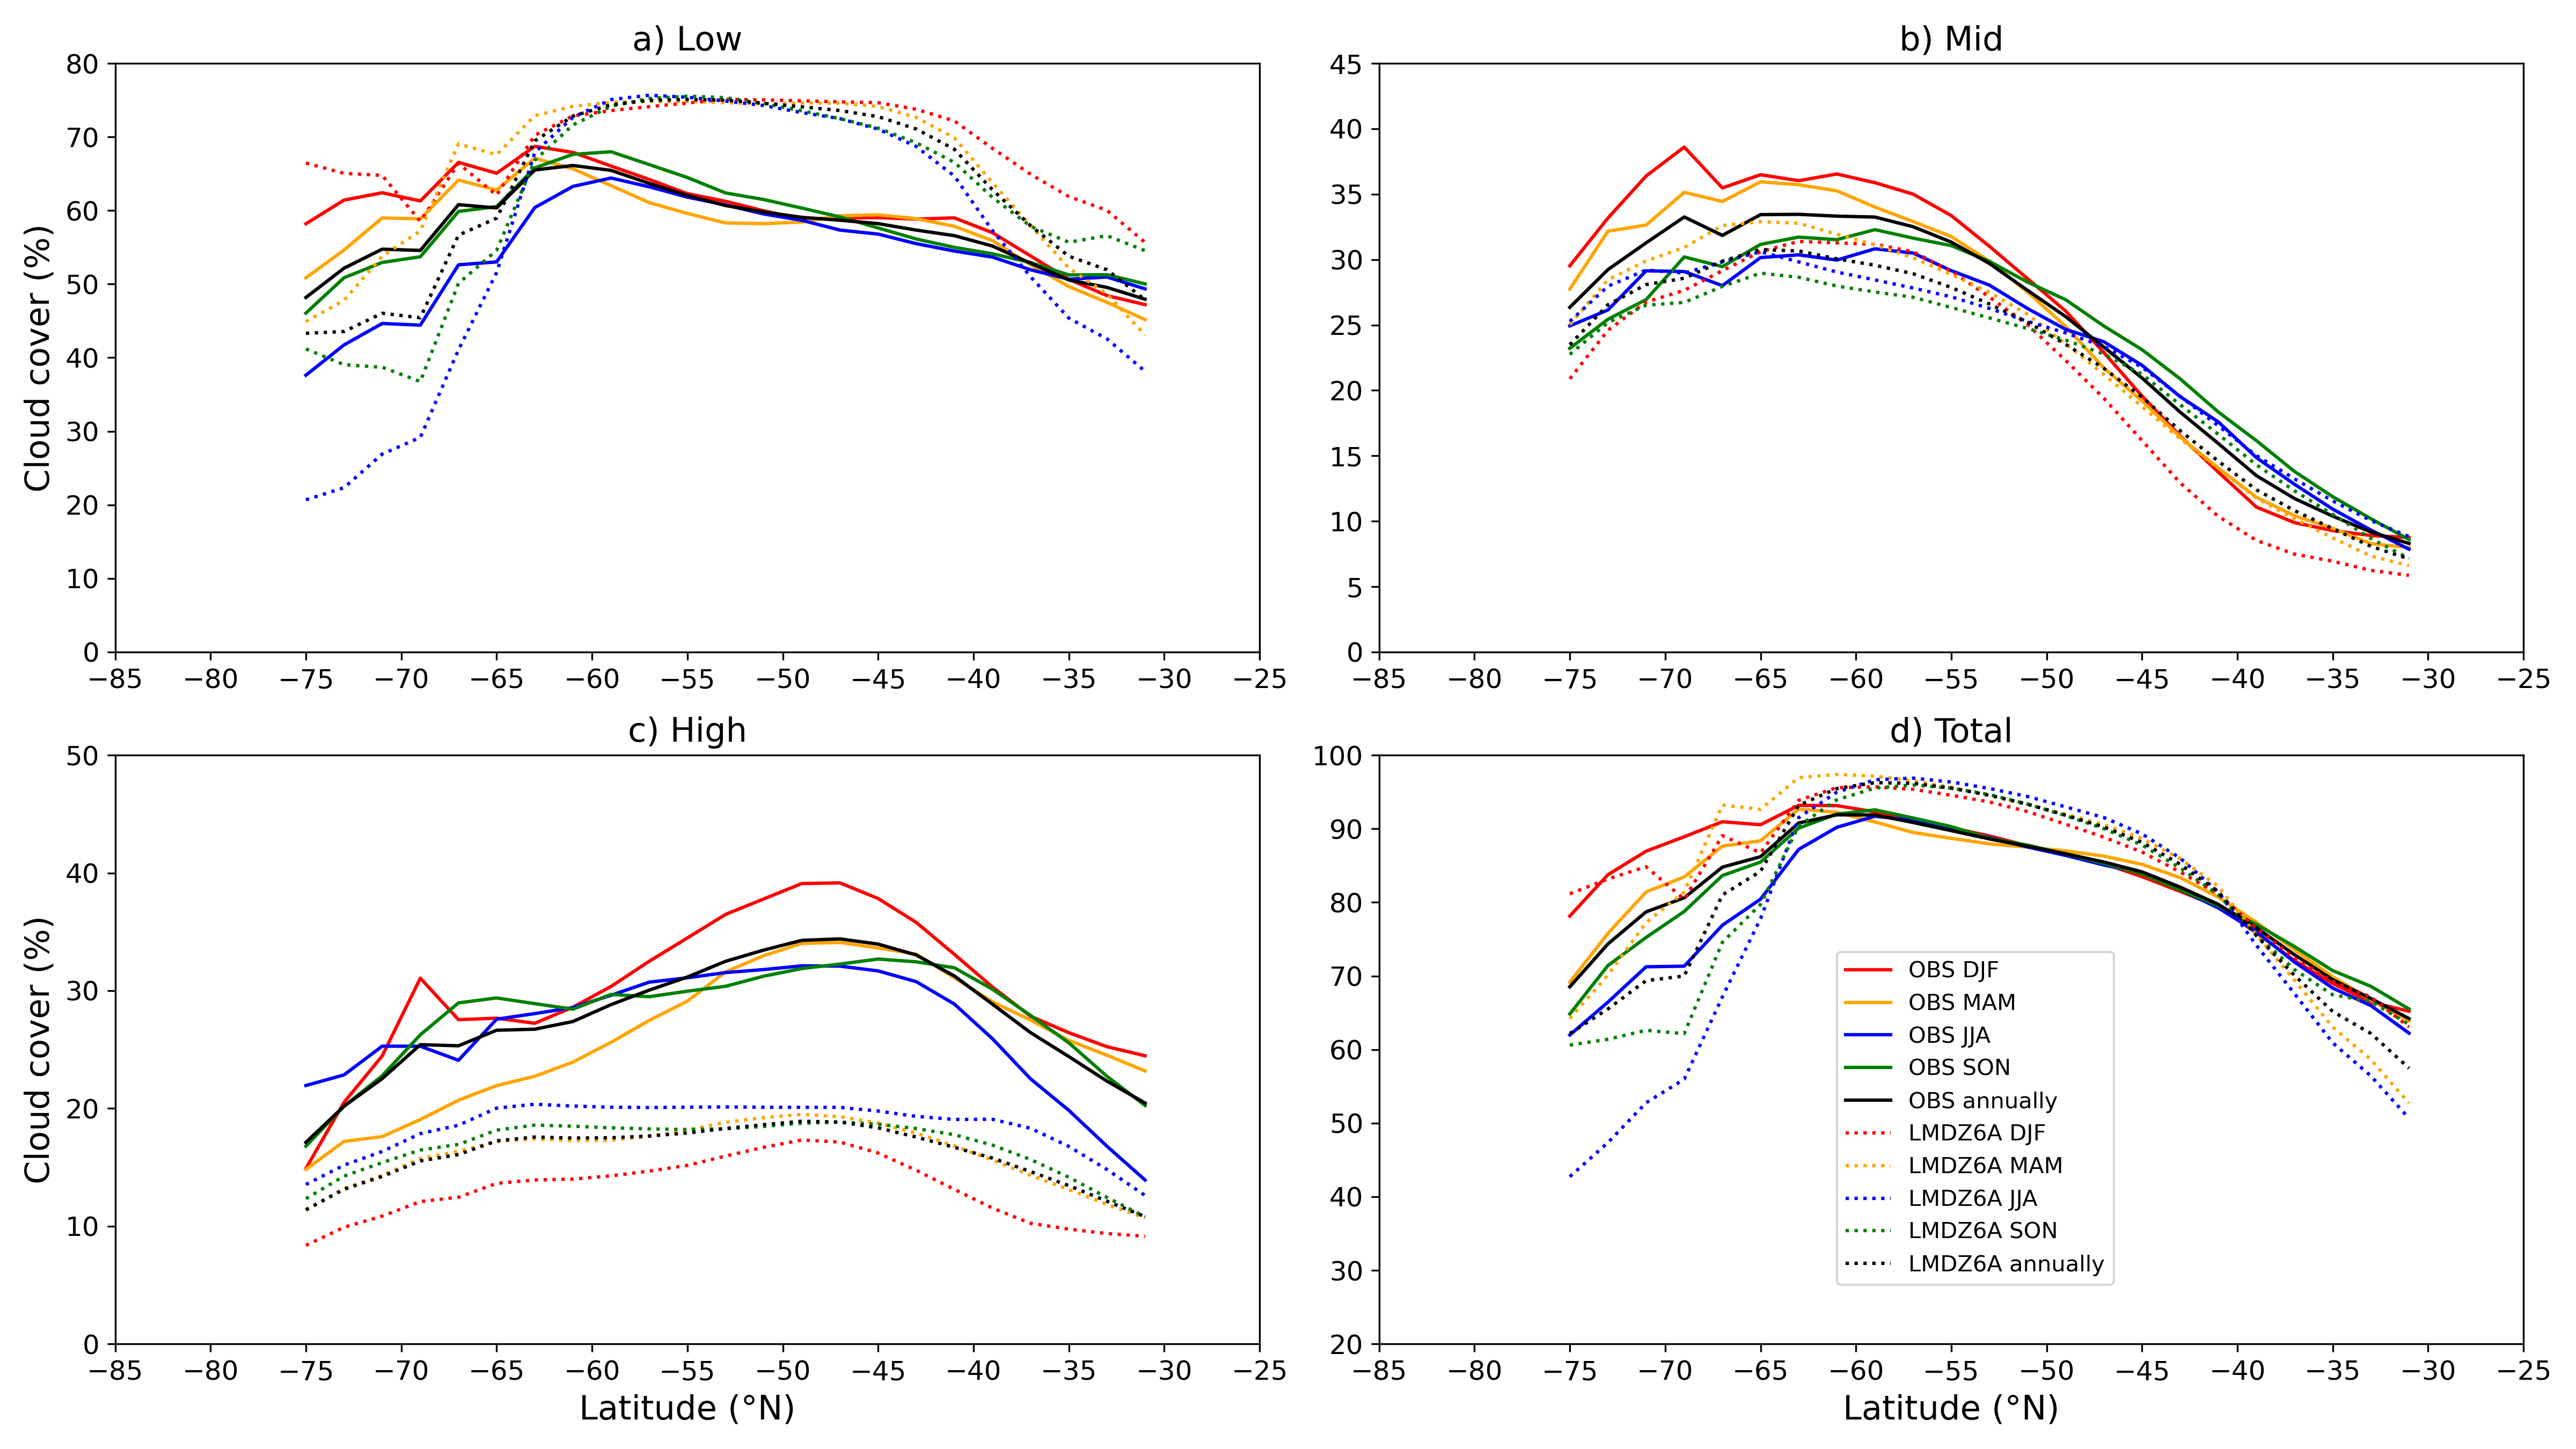 a) Low
80
70
60
50
40
30
20
10
0
Cloud cover (%)
−85 −80 −75 −70 −65 −60 −55 −50 −45 −40 −35 −30 −25
b) Mid
45
40
35
30
25
20
15
10
5
0
−85 −80 −75 −70 −65 −60 −55 −50 −45 −40 −35 −30 −25
c) High
50
40
30
20
10
0
Cloud cover (%)
−85 −80 −75 −70 −65 −60 −55 −50 −45 −40 −35 −30 −25
Latitude (°N)
d) Total
100
90
80
70
60
50
40
30
20
OBS DJF
OBS MAM
OBS JJA
OBS SON
OBS annually
LMDZ6A DJF
LMDZ6A MAM
LMDZ6A JJA
LMDZ6A SON
LMDZ6A annually
−85 −80 −75 −70 −65 −60 −55 −50 −45 −40 −35 −30 −25
Latitude (°N)